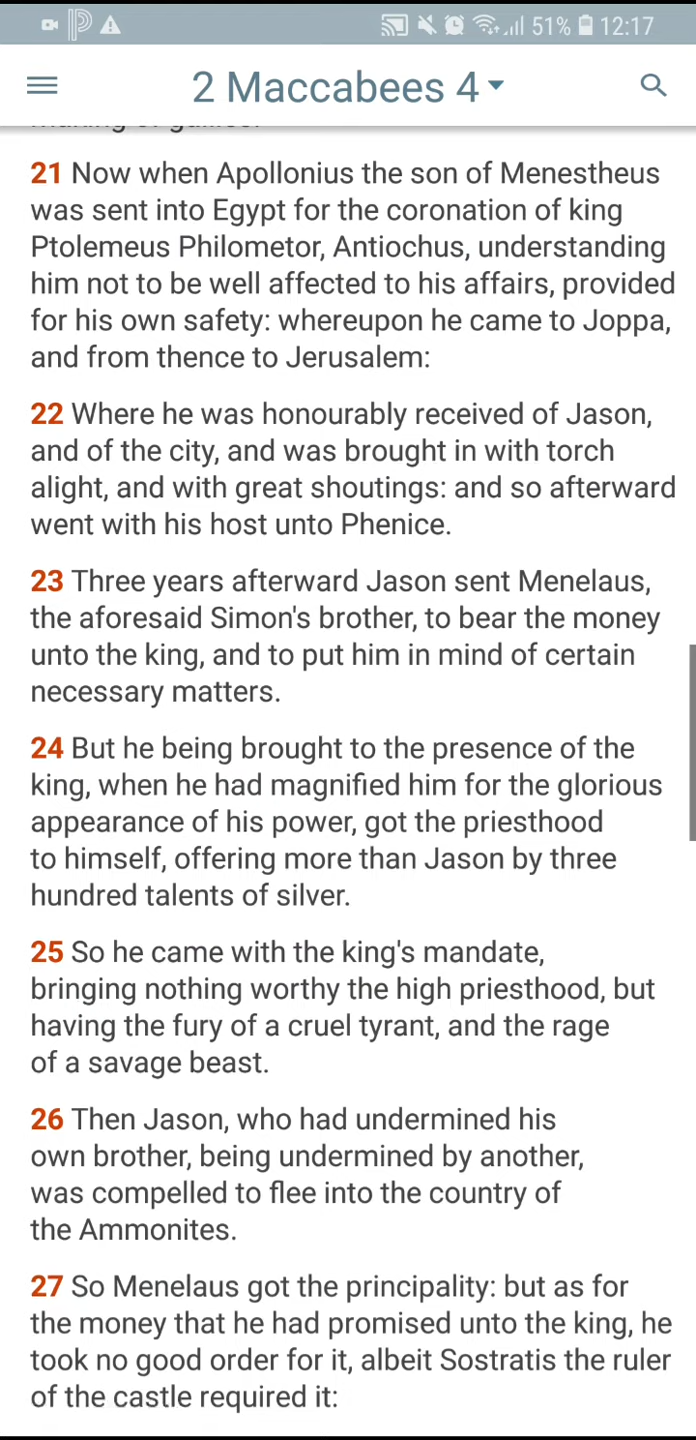 51% 12:17
2 Maccabees 4
making of games.
21 Now when Apollonius the son of Menestheus
was sent into Egypt for the coronation of king
Ptolemeus Philometor, Antiochus, understanding
him not to be well affected to his affairs, provided
for his own safety: whereupon he came to Joppa,
and from thence to Jerusalem:
22 Where he was honourably received of Jason,
and of the city, and was brought in with torch
alight, and with great shoutings: and so afterward
went with his host unto Phenice.
23 Three years afterward Jason sent Menelaus,
the aforesaid Simon's brother, to bear the money
unto the king, and to put him in mind of certain
necessary matters.
24 But he being brought to the presence of the
king, when he had magnified him for the glorious
appearance of his power, got the priesthood
to himself, offering more than Jason by three
hundred talents of silver.
25 So he came with the king's mandate,
bringing nothing worthy the high priesthood, but
having the fury of a cruel tyrant, and the rage
of a savage beast.
26 Then Jason, who had undermined his
own brother, being undermined by another,
was compelled to flee into the country of
the Ammonites.
27 So Menelaus got the principality: but as for
the money that he had promised unto the king, he
took no good order for it, albeit Sostratis the ruler
of the castle required it: